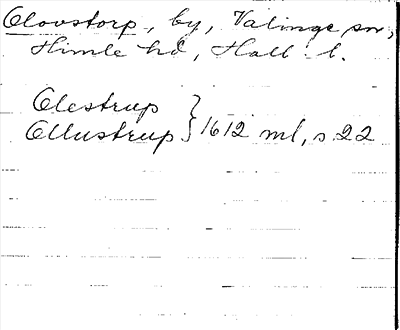 Olovstorp, by, Valinge sn,
Himle hd, Hall. l.
Olestrup
Ollustrup } 1612 ml, s. 22